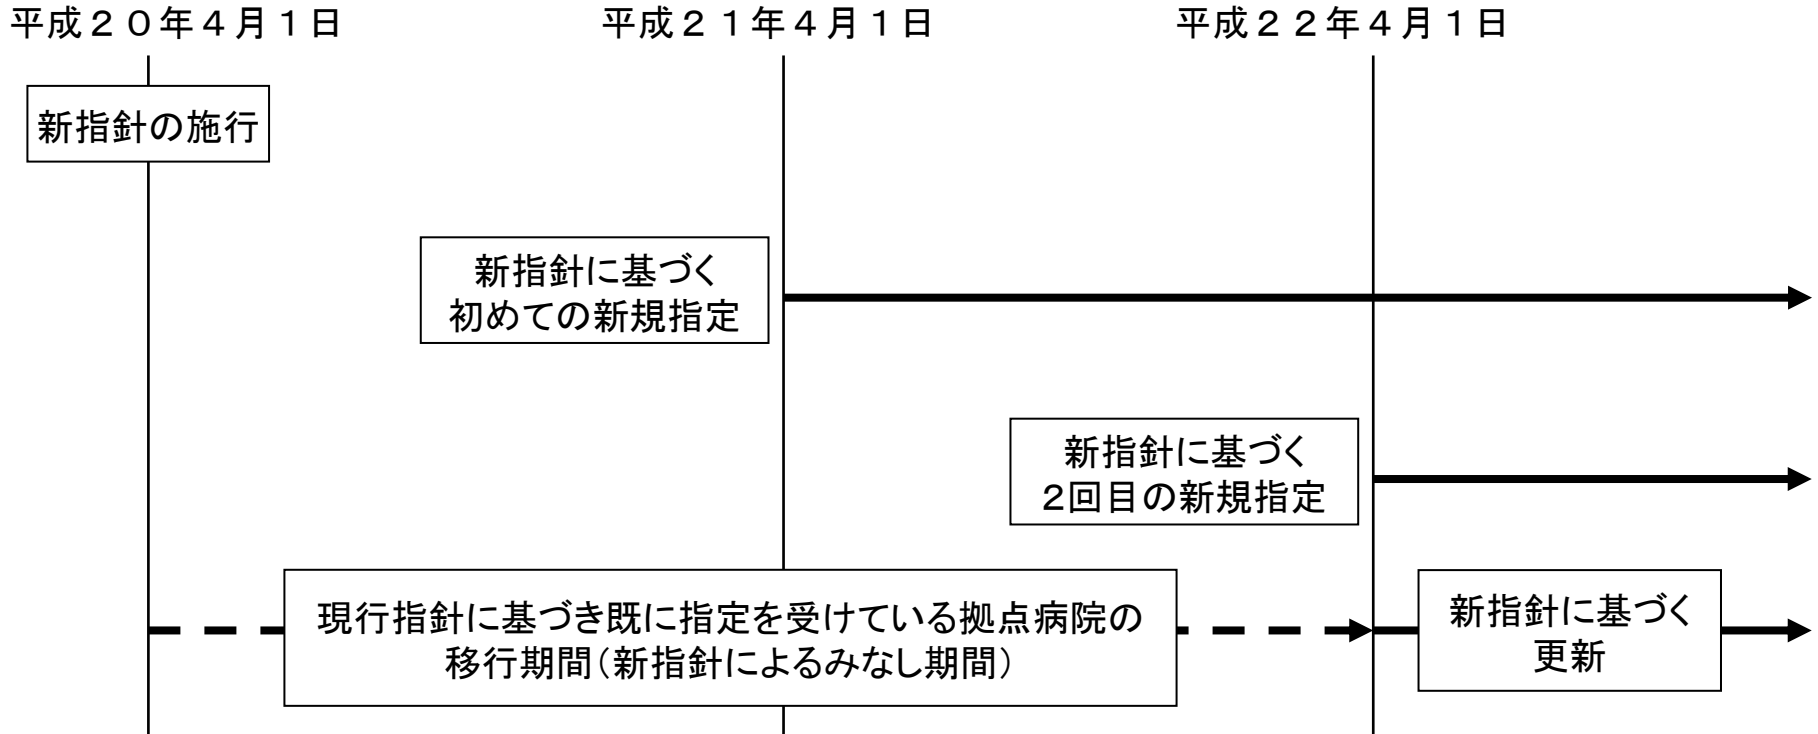 平成２０年４月１日
平成２１年４月１日
平成２２年４月１日
新指針の施行
新指針に基づく
初めての新規指定
新指針に基づく
２回目の新規指定
現行指針に基づき既に指定を受けている拠点病院の
移行期間（新指針によるみなし期間）
新指針に基づく
更新